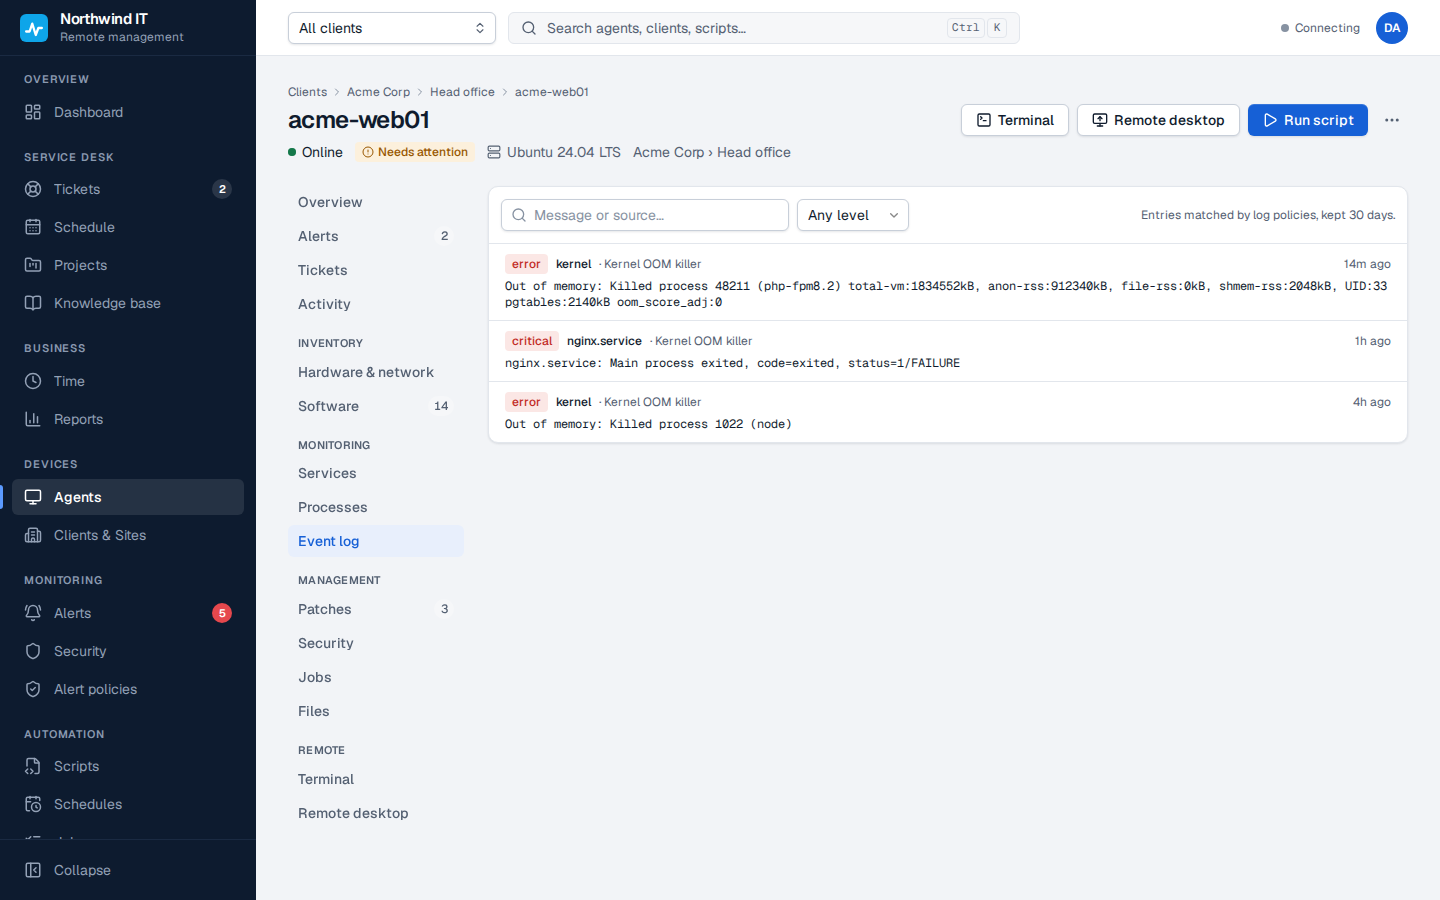 Northwind IT
Remote management
OVERVIEW
Dashboard
SERVICE DESK
Tickets 2
Schedule
Projects
Knowledge base
BUSINESS
Time
Reports
DEVICES
Agents
Clients & Sites
MONITORING
Alerts 5
Security
Alert policies
AUTOMATION
Scripts
Schedules
Collapse
All clients
Search agents, clients, scripts... Ctrl K
Connecting DA
Clients > Acme Corp > Head office > acme-web01
acme-web01
Terminal Remote desktop Run script
Online Needs attention Ubuntu 24.04 LTS Acme Corp › Head office
Overview
Alerts 2
Tickets
Activity
INVENTORY
Hardware & network
Software 14
MONITORING
Services
Processes
Event log
MANAGEMENT
Patches 3
Security
Jobs
Files
REMOTE
Terminal
Remote desktop
Message or source... Any level Entries matched by log policies, kept 30 days.
error kernel · Kernel OOM killer 14m ago
Out of memory: Killed process 48211 (php-fpm8.2) total-vm:1834552kB, anon-rss:912340kB, file-rss:0kB, shmem-rss:2048kB, UID:33
pgtables:2140kB oom_score_adj:0
critical nginx.service · Kernel OOM killer 1h ago
nginx.service: Main process exited, code=exited, status=1/FAILURE
error kernel · Kernel OOM killer 4h ago
Out of memory: Killed process 1022 (node)